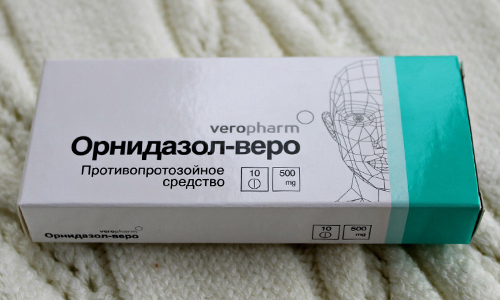 veropharm
Орнидазол-веро
Противопротозойное
средство
10
500
mg
veropharm
Орнидазол-веро
10
500
mg